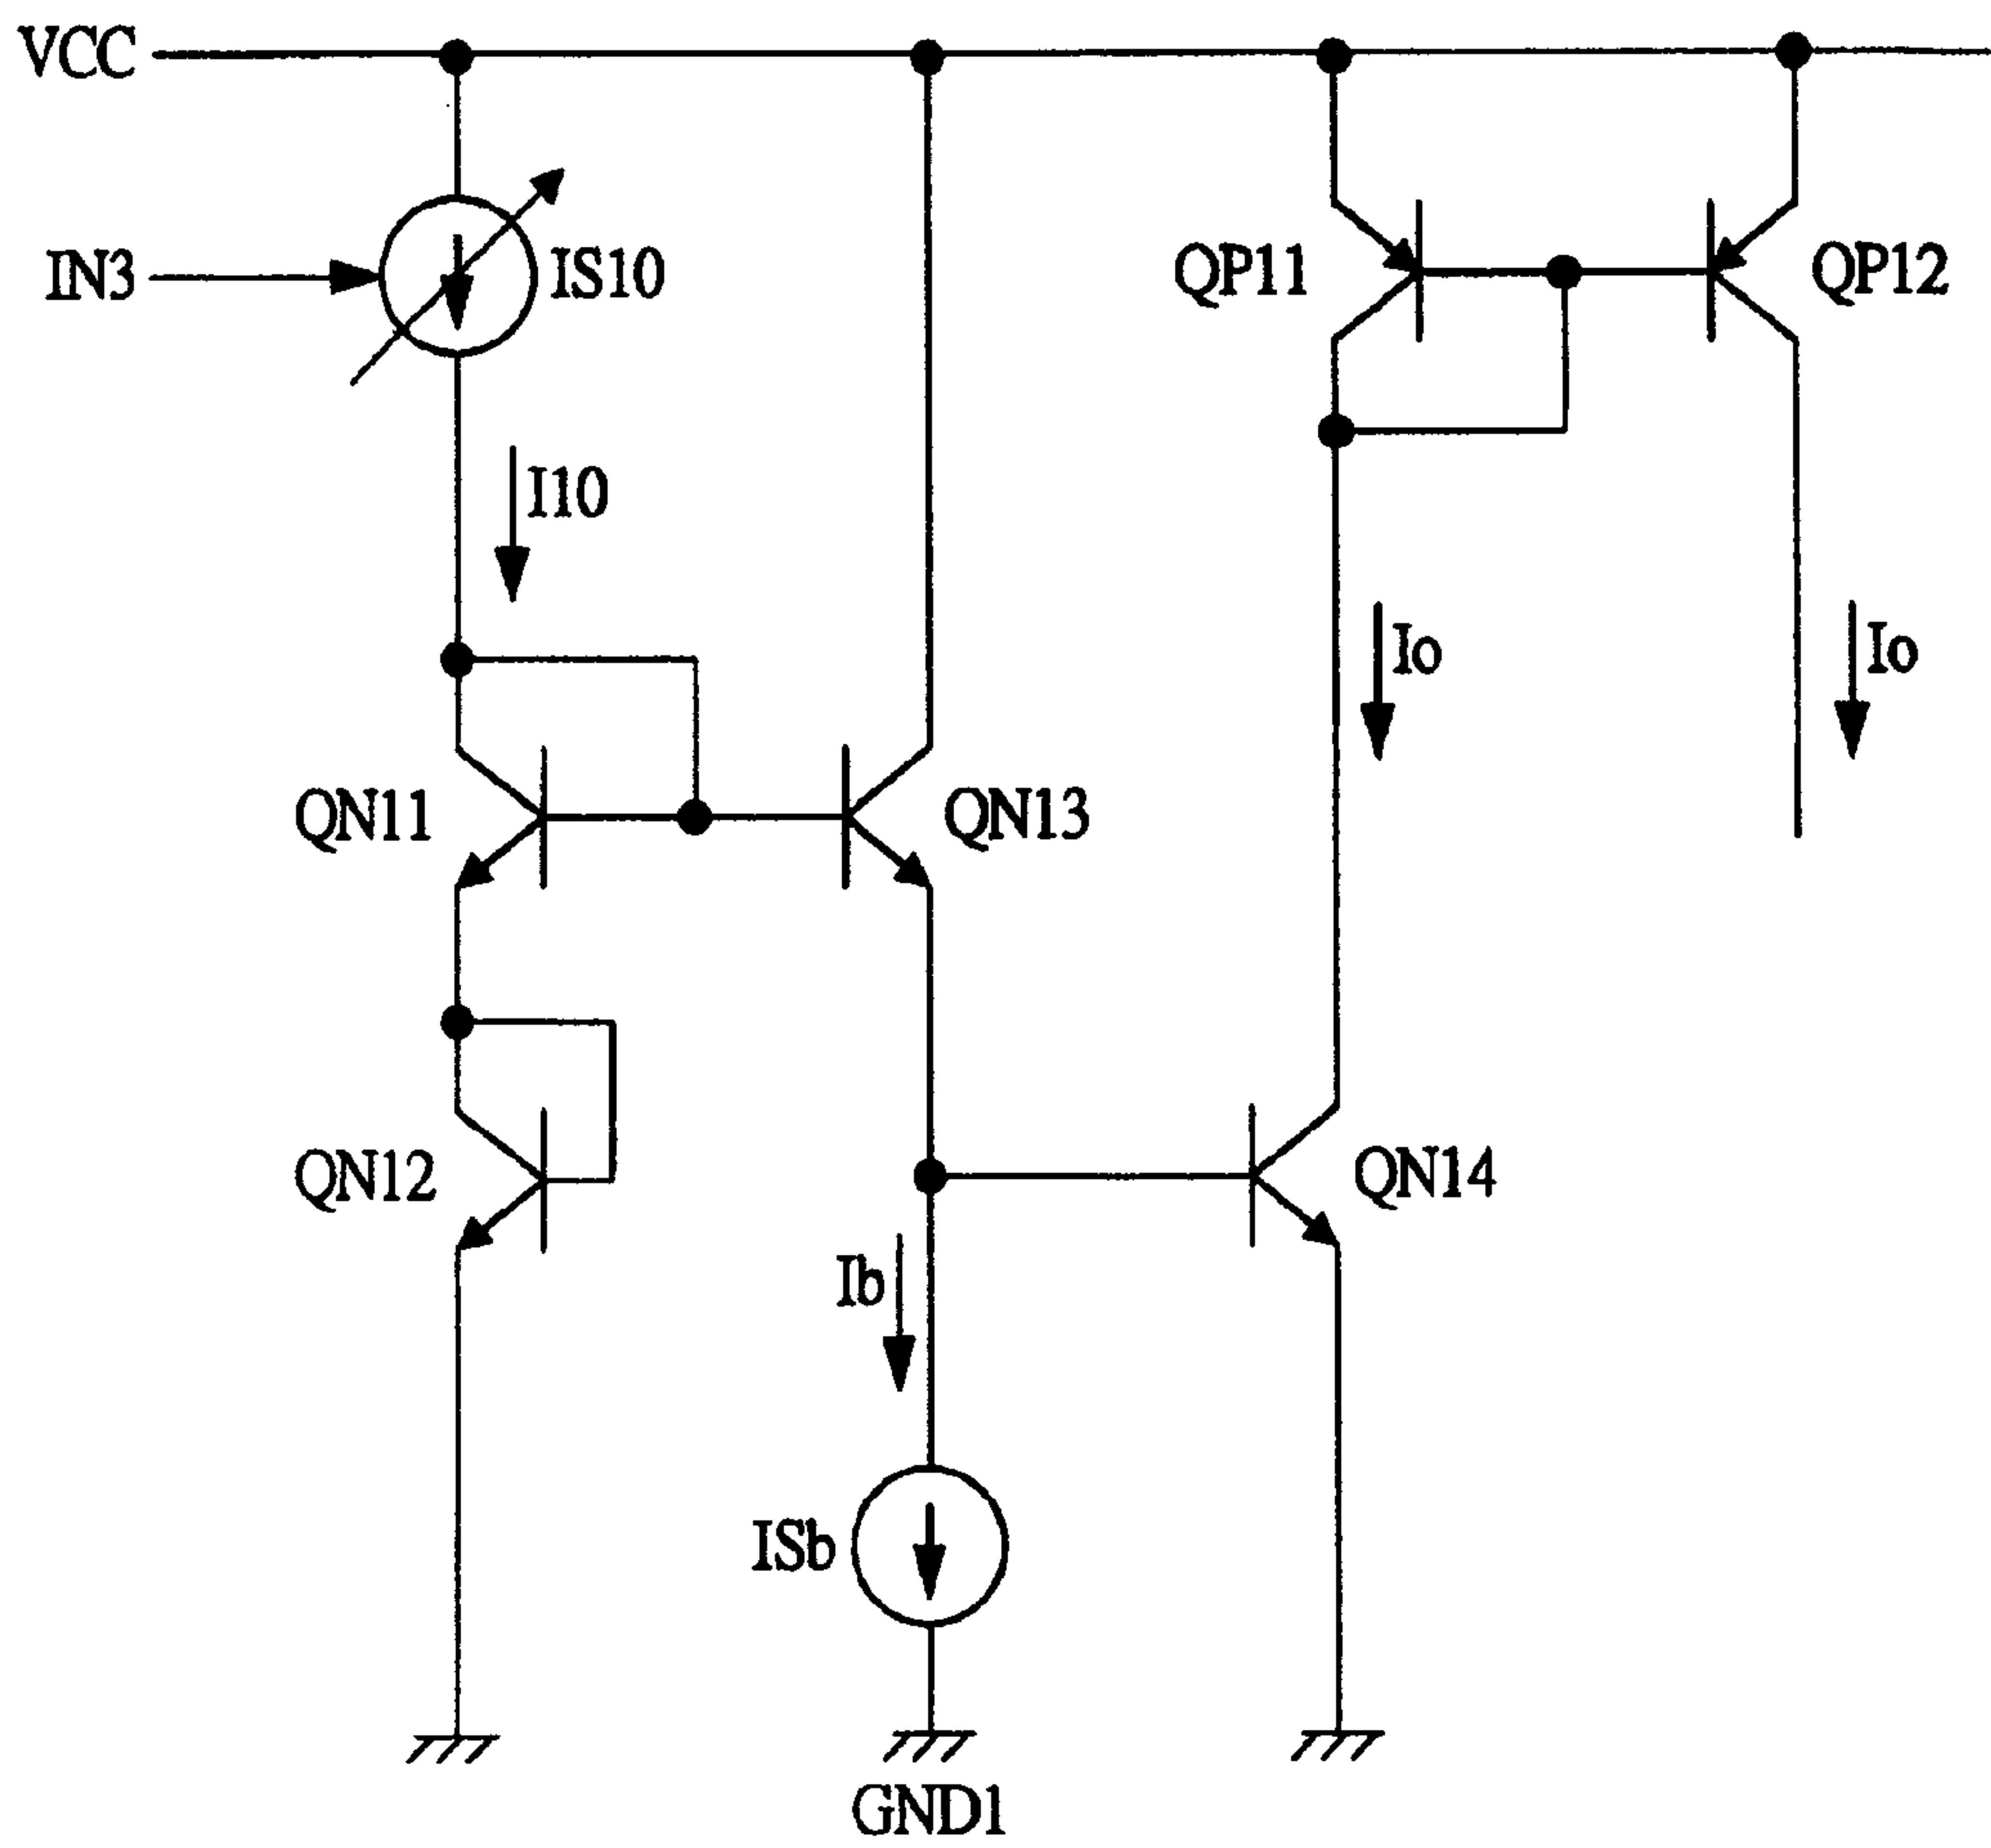 VCC
IN3
IS10
QP11
QP12
I10
Io
Io
QN11
QN13
QN12
QN14
Ib
ISb
GND1